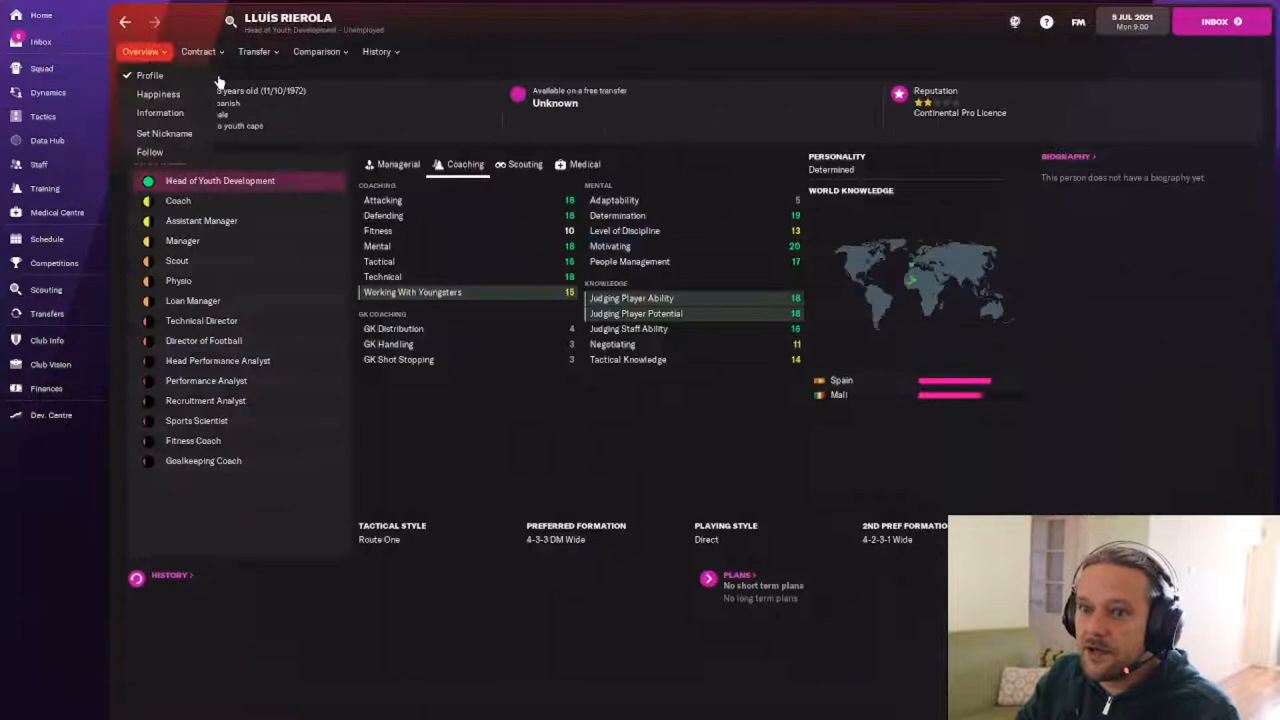 Home
Inbox
Squad
Dynamics
Tactics
Data Hub
Staff
Training
Medical Centre
Schedule
Competitions
Scouting
Transfers
Club Info
Club Vision
Finances
Dev. Centre
LLUÍS RIEROLA
Head of Youth Development - Unemployed
? FM 5 JUL 2021
Mon 9:00
INBOX
Overview Contract Transfer Comparison History
Profile
Happiness
Information
Set Nickname
Follow
years old (11/10/1972)
Available on a free transfer
Unknown
Reputation
Continental Pro Licence
Head of Youth Development
Coach
Assistant Manager
Manager
Scout
Physio
Loan Manager
Technical Director
Director of Football
Head Performance Analyst
Performance Analyst
Recruitment Analyst
Sports Scientist
Fitness Coach
Goalkeeping Coach
Managerial Coaching Scouting Medical
COACHING
Attacking 18
Defending 18
Fitness 10
Mental 18
Tactical 16
Technical 18
Working With Youngsters 15
GK COACHING
GK Distribution 4
GK Handling 3
GK Shot Stopping 3
MENTAL
Adaptability 5
Determination 19
Level of Discipline 13
Motivating 20
People Management 17
KNOWLEDGE
Judging Player Ability 18
Judging Player Potential 18
Judging Staff Ability 16
Negotiating 11
Tactical Knowledge 14
PERSONALITY
Determined
WORLD KNOWLEDGE
Spain
Mali
BIOGRAPHY >
This person does not have a biography yet
TACTICAL STYLE
Route One
PREFERRED FORMATION
4-3-3 DM Wide
PLAYING STYLE
Direct
2ND PREF FORMATIO
4-2-3-1 Wide
HISTORY >
PLANS >
No short term plans
No long term plans